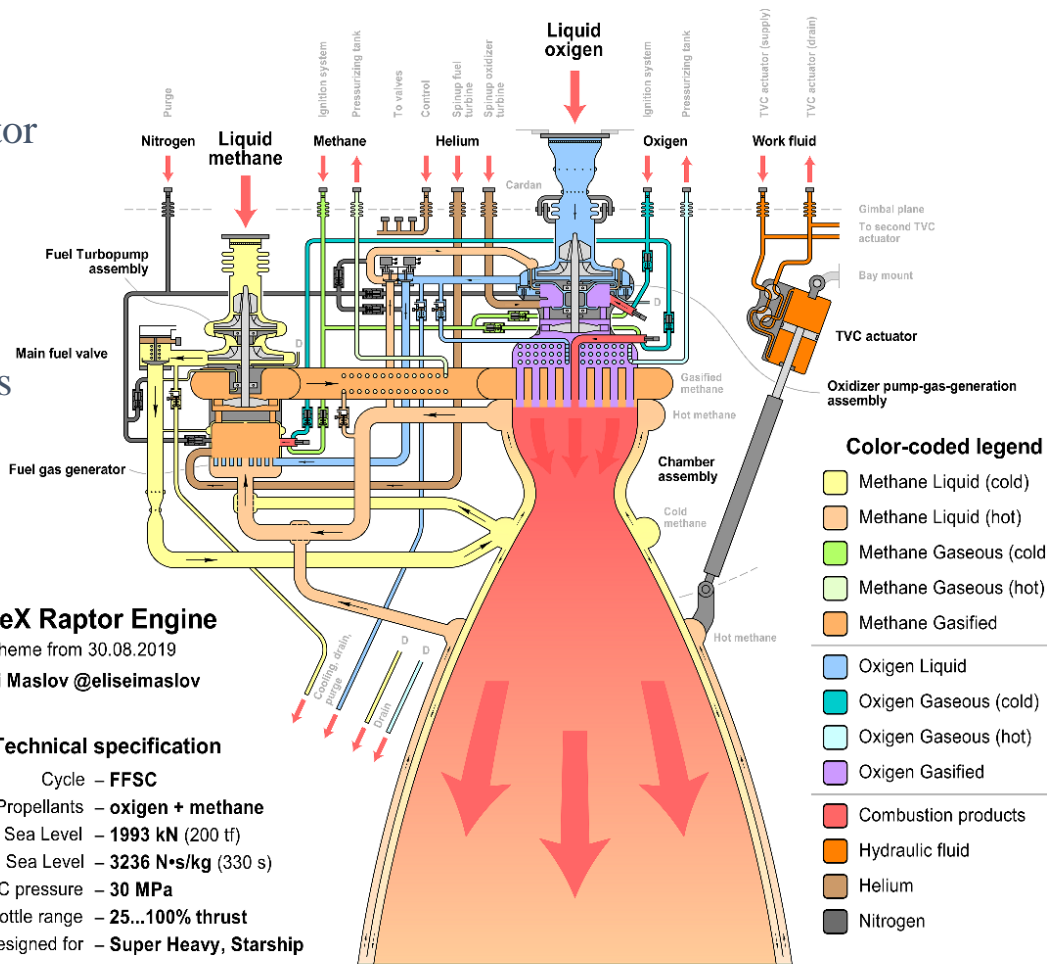 tor
s
Liquid
oxigen
Purge
Ignition system
Pressurizing tank
To valves
Control
Spinup fuel
turbine
Spinup oxidizer
turbine
Ignition system
Pressurizing tank
TVC actuator (supply)
TVC actuator (drain)
Nitrogen
Liquid
methane
Methane
Helium
Oxigen
Work fluid
Cardan
Gimbal plane
To second TVC
actuator
Fuel Turbopump
assembly
Bay mount
D
TVC actuator
Main fuel valve
D
Gasified
methane
Oxidizer pump-gas-generation
assembly
Hot methane
Fuel gas generator
Chamber
assembly
Cold
methane
Hot methane
Color-coded legend
Methane Liquid (cold)
Methane Liquid (hot)
Methane Gaseous (cold
Methane Gaseous (hot)
Methane Gasified
Oxigen Liquid
Oxigen Gaseous (cold)
Oxigen Gaseous (hot)
Oxigen Gasified
Combustion products
Hydraulic fluid
Helium
Nitrogen
eX Raptor Engine
heme from 30.08.2019
i Maslov @eliseimaslov
Cooling, drain,
purge
Drain
D
D
Technical specification
Cycle – FFSC
Propellants – oxigen + methane
Sea Level – 1993 kN (200 tf)
Sea Level – 3236 N•s/kg (330 s)
C pressure – 30 MPa
ottle range – 25...100% thrust
esigned for – Super Heavy, Starship